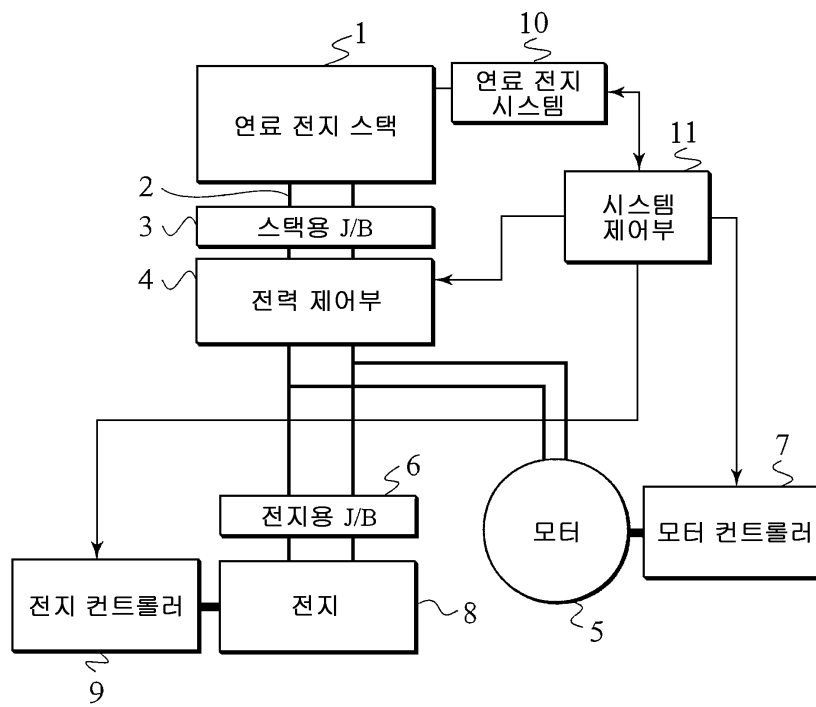 1
10
연료 전지 스택
연료 전지
시스템
11
2
3
스택용 J/B
시스템
제어부
4
전력 제어부
6
7
전지용 J/B
모터
모터 컨트롤러
전지 컨트롤러
전지
8
5
9